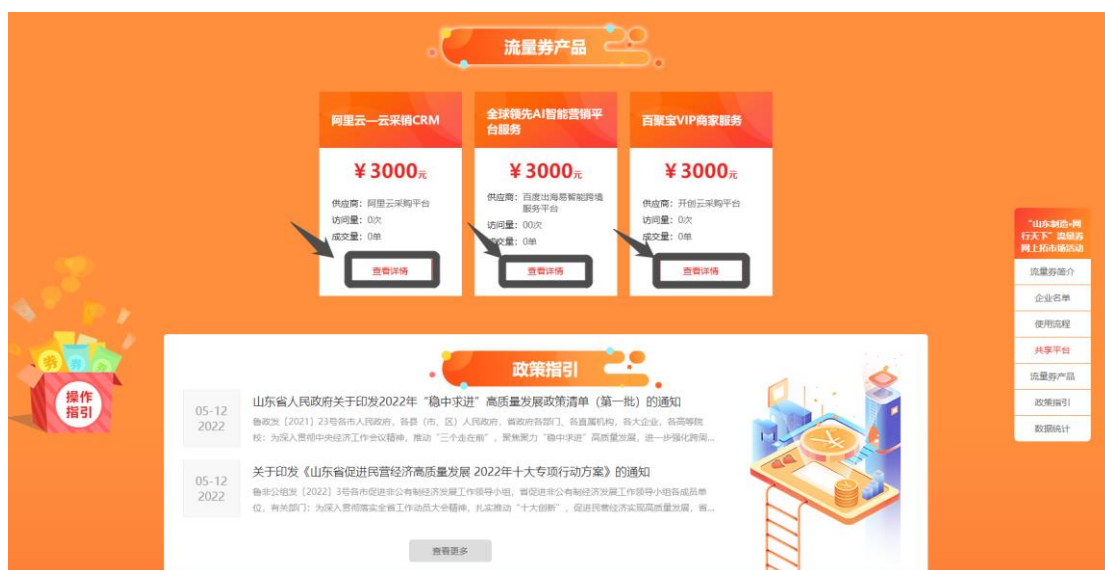 流量券产品
阿里云—云采销CRM
¥3000元
供应商：阿里云采购平台
访问量：0次
成交量：0单
查看详情
全球领先AI智能营销平
台服务
¥3000元
供应商：百度出海易智能跨境
服务平台
访问量：00次
成交量：0单
查看详情
百聚宝VIP商家服务
¥3000元
供应商：开创云采购平台
访问量：0次
成交量：0单
查看详情
“山东制造•网
行天下”流量券
网上拓市场活动
流量券简介
企业名单
使用流程
共享平台
流量券产品
政策指引
数据统计
券
券
券
操作
指引
政策指引
05-12
2022
山东省人民政府关于印发2022年“稳中求进”高质量发展政策清单（第一批）的通知
鲁政发〔2021〕23号各市人民政府，各县（市、区）人民政府，省政府各部门、各直属机构，各大企业，各高等院
校：为深入贯彻中央经济工作会议精神，推动“三个走在前”，聚焦聚力“稳中求进”高质量发展，进一步强化跨周...
05-12
2022
关于印发《山东省促进民营经济高质量发展 2022年十大专项行动方案》的通知
鲁非公组发〔2022〕3号各市促进非公有制经济发展工作领导小组，省促进非公有制经济发展工作领导小组各成员单
位，有关部门：为深入贯彻落实全省工作动员大会精神，扎实推动“十大创新”，促进民营经济实现高质量发展，省...
查看更多